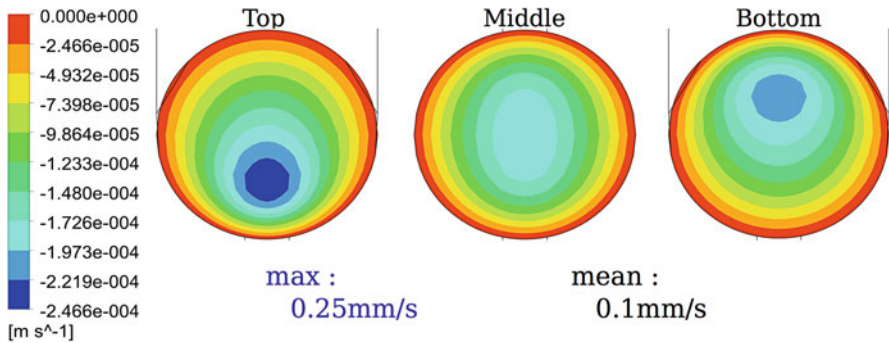 Top Middle Bottom
0.000e+000
-2.466e-005
-4.932e-005
-7.398e-005
-9.864e-005
-1.233e-004
-1.480e-004
-1.726e-004
-1.973e-004
-2.219e-004
-2.466e-004
[m s^-1]
max :
0.25mm/s
mean :
0.1mm/s